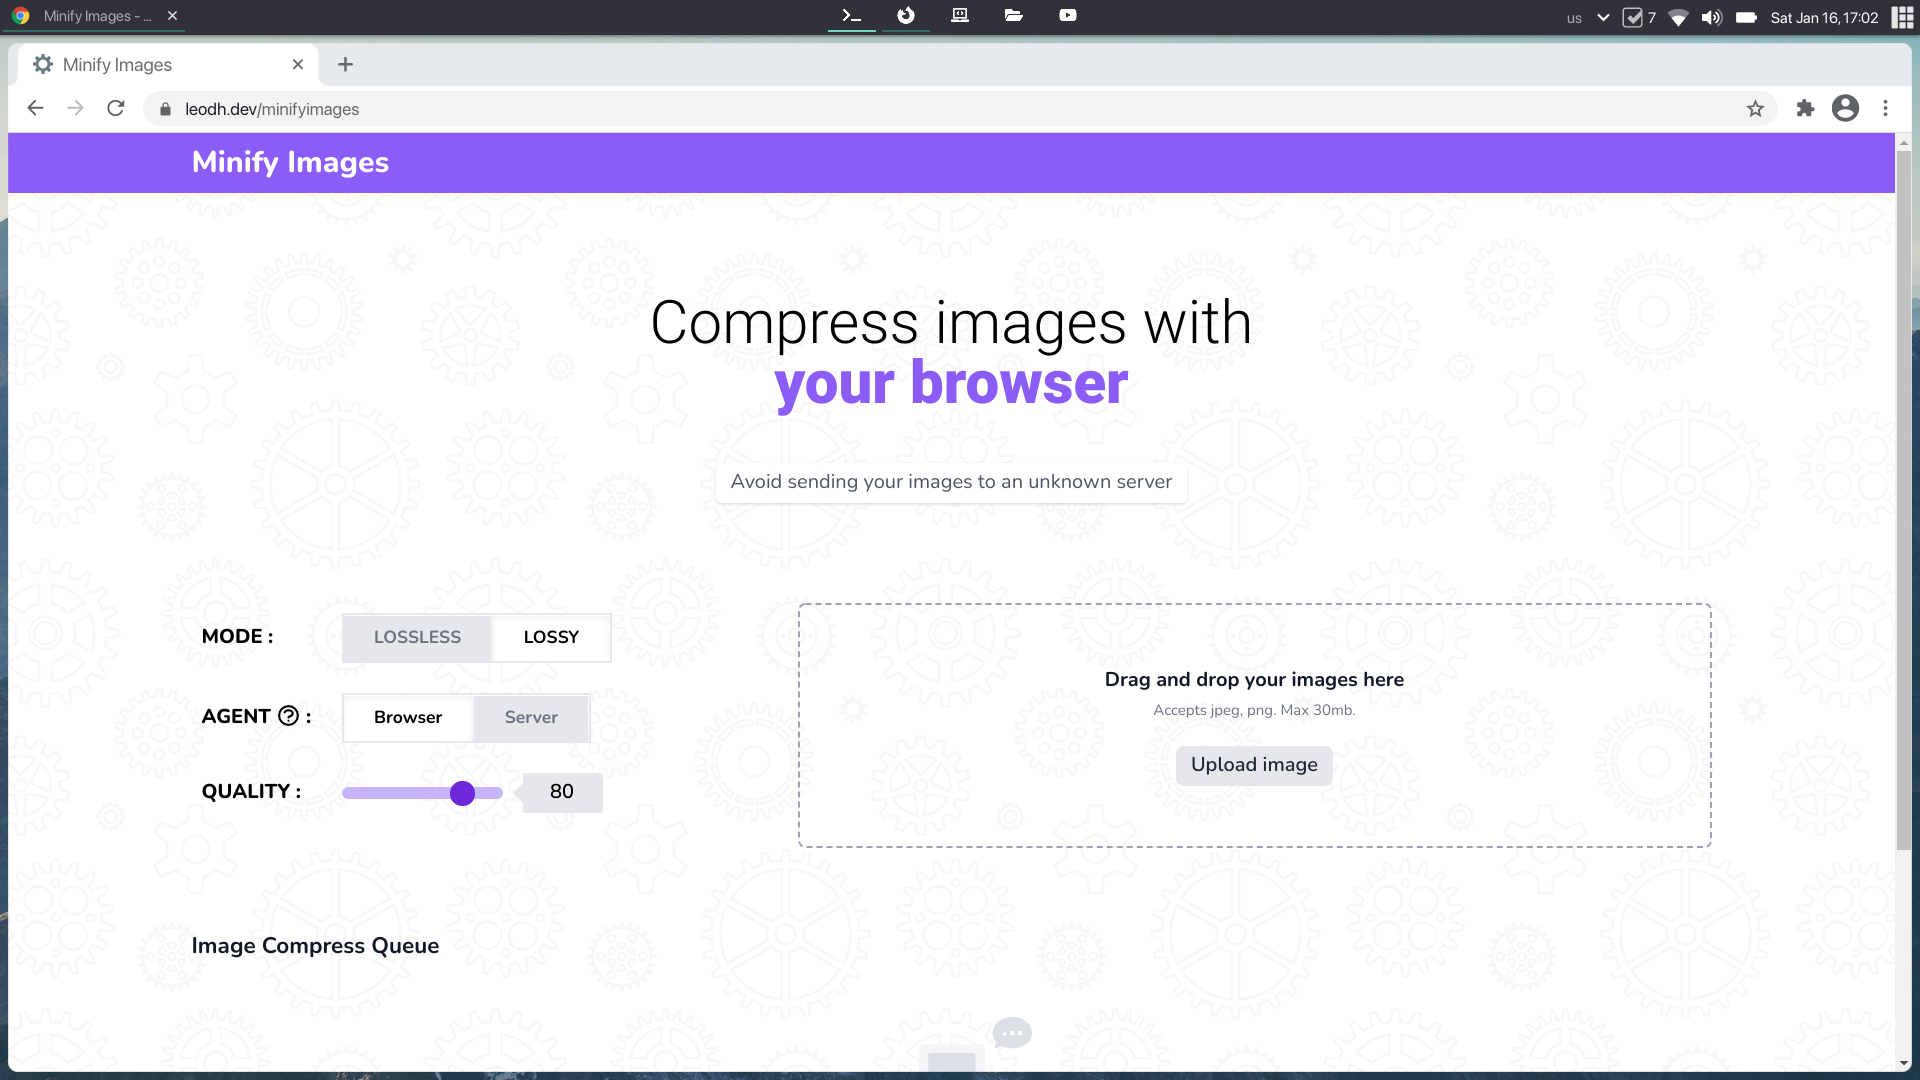 Minify Images - ...
us
7
Sat Jan 16, 17:02
Minify Images
leodh.dev/minifyimages
Minify Images
Compress images with
your browser
Avoid sending your images to an unknown server
MODE :
LOSSLESS
LOSSY
AGENT ? :
Browser
Server
QUALITY :
80
Drag and drop your images here
Accepts jpeg, png. Max 30mb.
Upload image
Image Compress Queue